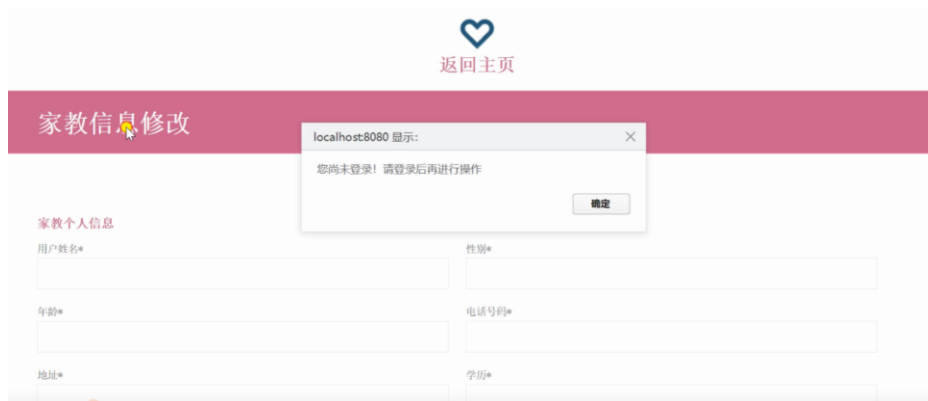 返回主页
家教信息修改
localhost:8080 显示:
您尚未登录！请登录后再进行操作
确定
家教个人信息
用户姓名*
性别*
年龄*
电话号码*
地址*
学历*